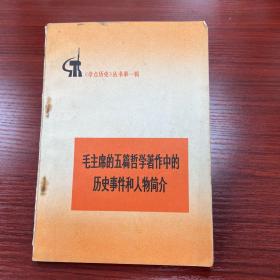 《学点历史》丛书第一辑
毛主席的五篇哲学著作中的
历史事件和人物简介